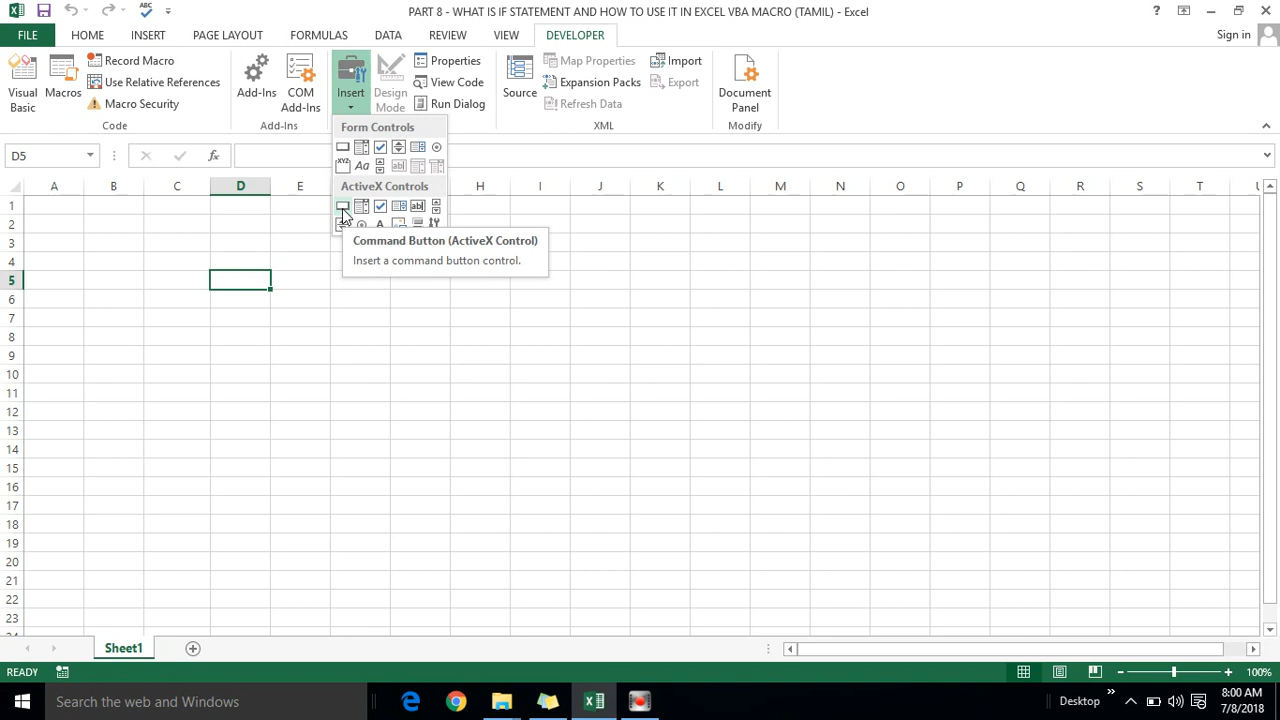 PART 8 - WHAT IS IF STATEMENT AND HOW TO USE IT IN EXCEL VBA MACRO (TAMIL) - Excel
FILE HOME INSERT PAGE LAYOUT FORMULAS DATA REVIEW VIEW DEVELOPER Sign in
Visual Basic
Macros
Record Macro
Use Relative References
Macro Security
Code
Add-Ins
COM Add-Ins
Add-Ins
Insert
Design Mode
Properties
View Code
Run Dialog
Source
Map Properties
Expansion Packs
Refresh Data
Import
Export
XML
Document Panel
Modify
Form Controls
XYZ Aa ab|
ActiveX Controls
ab|
A
Command Button (ActiveX Control)
Insert a command button control.
D5 fx
A B C D E H I J K L M N O P Q R S T
1
2
3
4
5
6
7
8
9
10
11
12
13
14
15
16
17
18
19
20
21
22
23
Sheet1
READY 100%
Search the web and Windows
Desktop
8:00 AM
7/8/2018